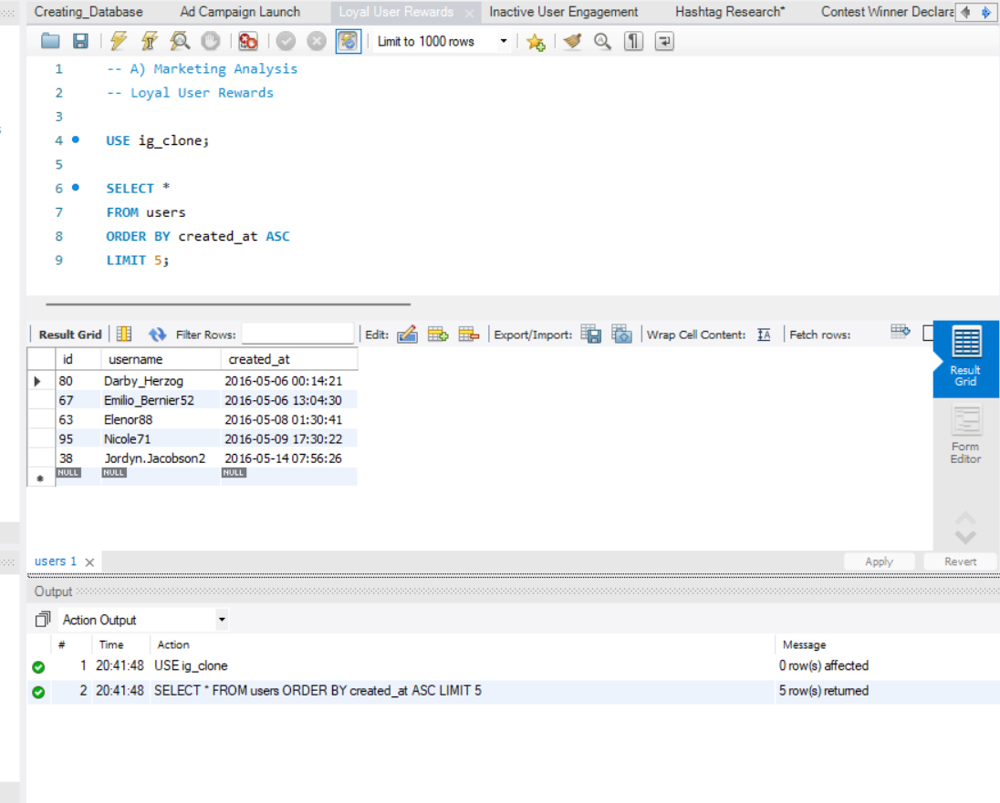 Creating_Database Ad Campaign Launch Loyal User Rewards Inactive User Engagement Hashtag Research* Contest Winner Declara
Limit to 1000 rows
1 -- A) Marketing Analysis
2 -- Loyal User Rewards
3
4 USE ig_clone;
5
6 SELECT *
7 FROM users
8 ORDER BY created_at ASC
9 LIMIT 5;
Result Grid Filter Rows: Edit: Export/Import: Wrap Cell Content: Fetch rows:
id username created_at
80 Darby_Herzog 2016-05-06 00:14:21
67 Emilio_Bernier52 2016-05-06 13:04:30
63 Elenor88 2016-05-08 01:30:41
95 Nicole71 2016-05-09 17:30:22
38 Jordyn.Jacobson2 2016-05-14 07:56:26
NULL NULL NULL
Result
Grid
Form
Editor
users 1 Apply Revert
Output
Action Output
# Time Action Message
1 20:41:48 USE ig_clone 0 row(s) affected
2 20:41:48 SELECT * FROM users ORDER BY created_at ASC LIMIT 5 5 row(s) returned